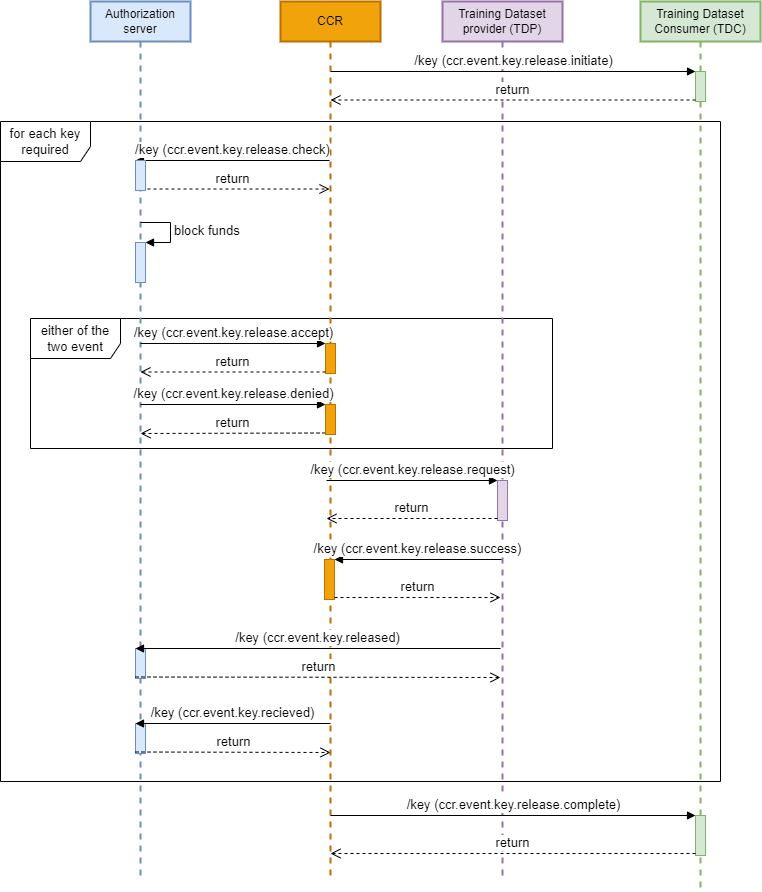 Authorization
server
CCR
Training Dataset
provider (TDP)
Training Dataset
Consumer (TDC)
/key (ccr.event.key.release.initiate)
return
for each key
required
/key (ccr.event.key.release.check)
return
block funds
either of the
two event
/key (ccr.event.key.release.accept)
return
/key (ccr.event.key.release.denied)
return
/key (ccr.event.key.release.request)
return
/key (ccr.event.key.release.success)
return
/key (ccr.event.key.released)
return
/key (ccr.event.key.recieved)
return
/key (ccr.event.key.release.complete)
return